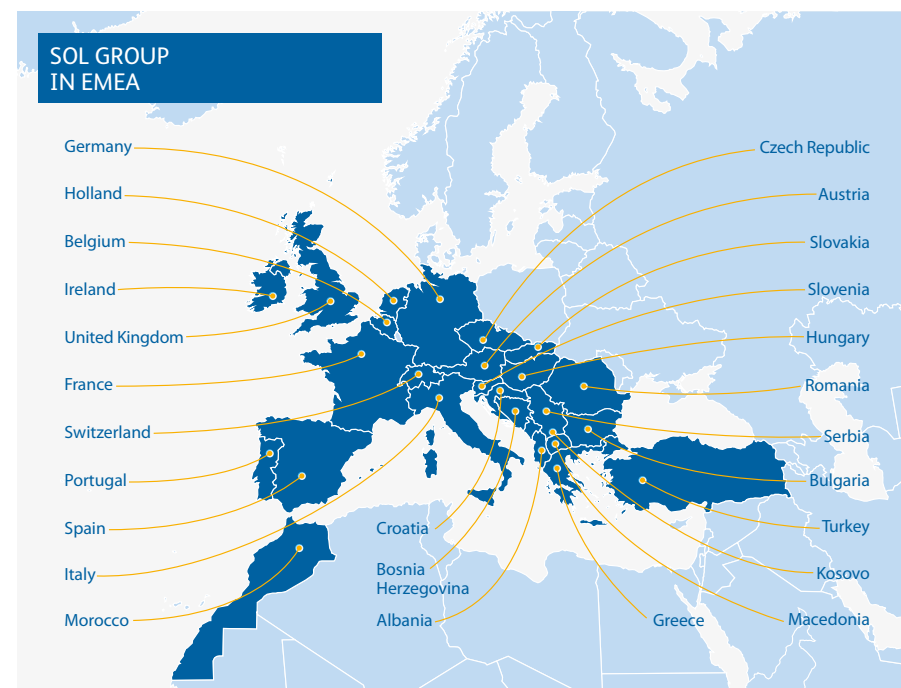 SOL GROUP
IN EMEA
Germany
Holland
Belgium
Ireland
United Kingdom
France
Switzerland
Portugal
Spain
Italy
Morocco
Croatia
Bosnia
Herzegovina
Albania
Greece
Czech Republic
Austria
Slovakia
Slovenia
Hungary
Romania
Serbia
Bulgaria
Turkey
Kosovo
Macedonia